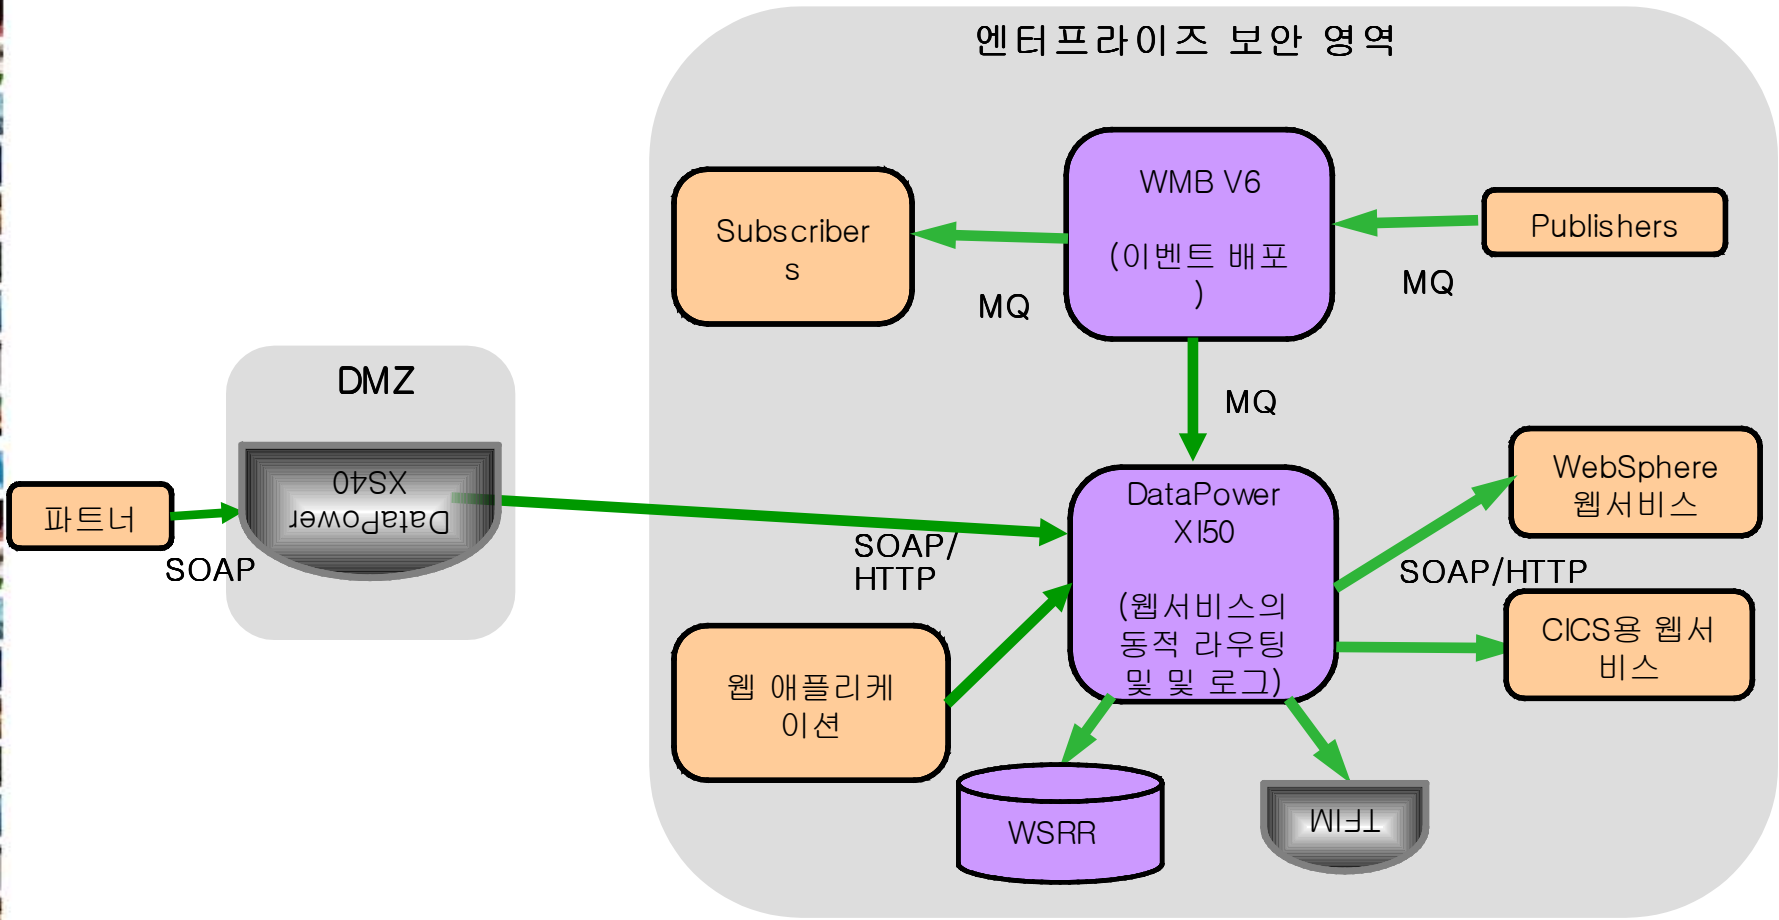 엔터프라이즈 보안 영역
WMB V6
(이벤트 배포
)
Subscriber
s
Publishers
MQ
MQ
MQ
DMZ
DataPower
XS40
파트너
SOAP
SOAP/
HTTP
DataPower
XI50
(웹서비스의
동적 라우팅
및 및 로그)
WebSphere
웹서비스
SOAP/HTTP
CICS용 웹서
비스
웹 애플리케
이션
WSRR
TFIM